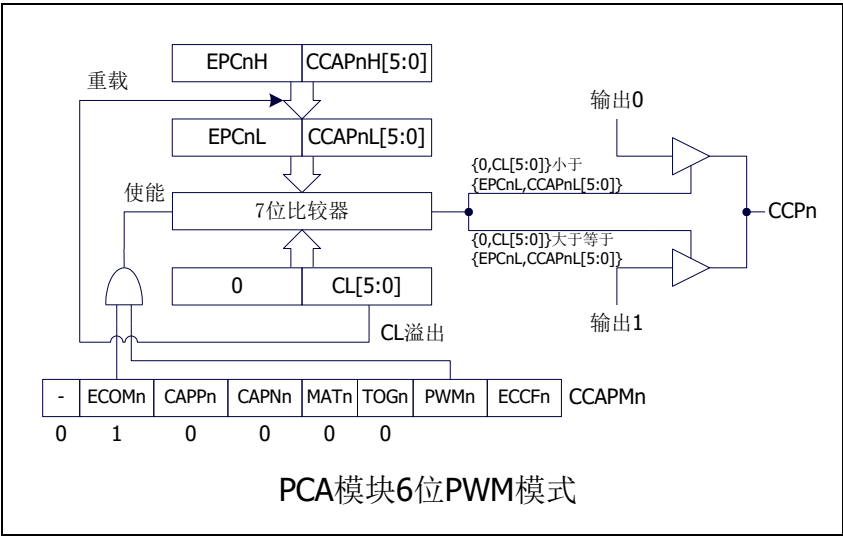 EPCnH CCAPnH[5:0]
重载
EPCnL CCAPnL[5:0]
输出0
使能
7位比较器
{0,CL[5:0]}小于
{EPCnL,CCAPnL[5:0]}
CCPn
{0,CL[5:0]}大于等于
{EPCnL,CCAPnL[5:0]}
0 CL[5:0]
输出1
CL溢出
- ECOMn CAPPn CAPNn MATn TOGn PWMn ECCFn CCAPMn
0 1 0 0 0 0
PCA模块6位PWM模式